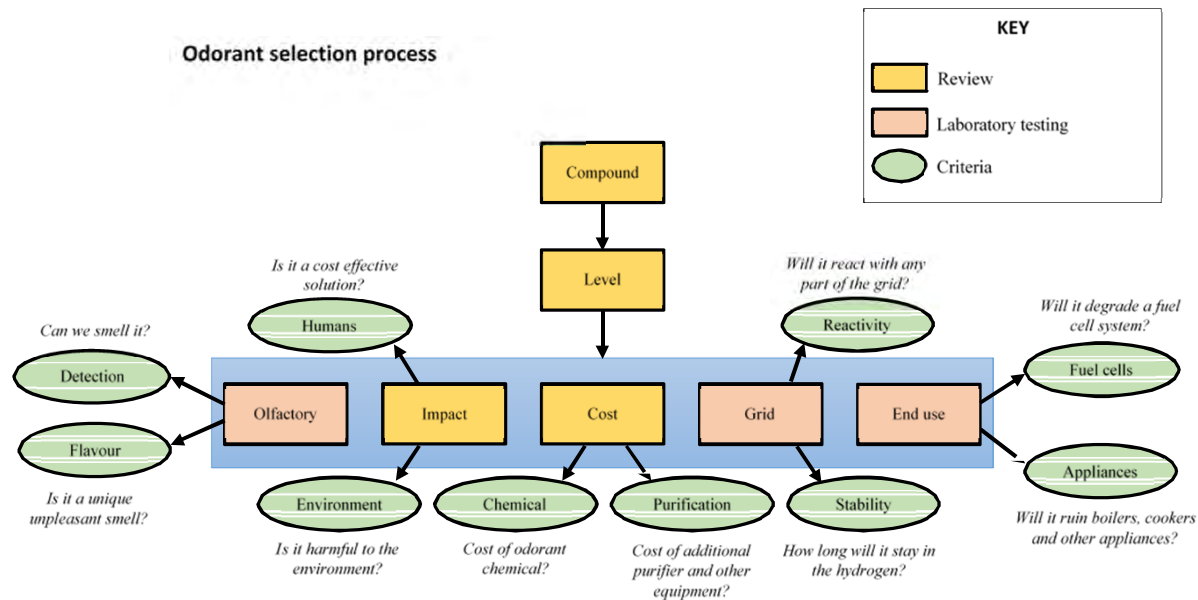 Odorant selection process
KEY
Review
Laboratory testing
Criteria
Compound
Level
Is it a cost effective
solution?
Humans
Will it react with any
part of the grid?
Reactivity
Can we smell it?
Detection
Will it degrade a fuel
cell system?
Fuel cells
Olfactory
Impact
Cost
Grid
End use
Flavour
Is it a unique
unpleasant smell?
Environment
Is it harmful to the
environment?
Chemical
Cost of odorant
chemical?
Purification
Cost of additional
purifier and other
equipment?
Stability
How long will it stay in
the hydrogen?
Appliances
Will it ruin boilers, cookers
and other appliances?